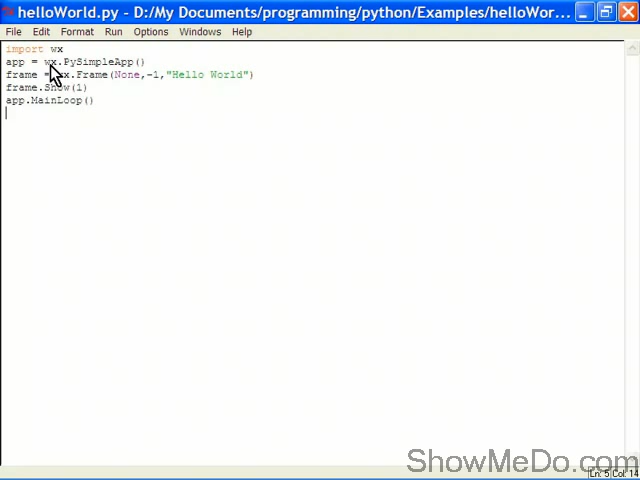 helloWorld.py - D:/My Documents/programming/python/Examples/helloWor...
File Edit Format Run Options Windows Help
import wx
app = wx.PySimpleApp()
frame = wx.Frame(None,-1,"Hello World")
frame.Show(1)
app.MainLoop()
ShowMeDo.com
Ln: 5 Col: 14